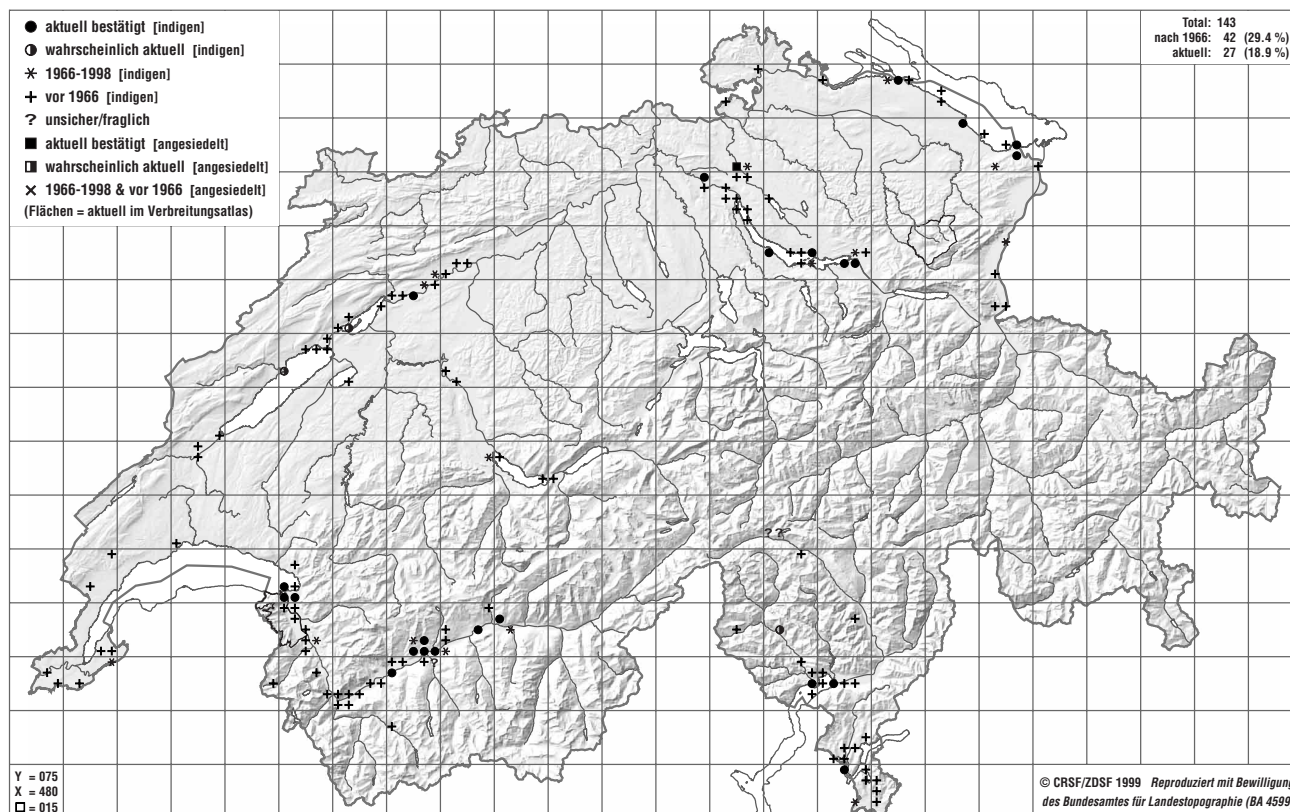 ● aktuell bestätigt [indigen]
◑ wahrscheinlich aktuell [indigen]
✳ 1966-1998 [indigen]
+ vor 1966 [indigen]
? unsicher/fraglich
■ aktuell bestätigt [angesiedelt]
◨ wahrscheinlich aktuell [angesiedelt]
× 1966-1998 & vor 1966 [angesiedelt]
(Flächen = aktuell im Verbreitungsatlas)
Total: 143
nach 1966: 42 (29.4 %)
aktuell: 27 (18.9 %)
? ?
?
Y = 075
X = 480
□ = 015
© CRSF/ZDSF 1999 Reproduziert mit Bewilligung
des Bundesamtes für Landestopographie (BA 4599